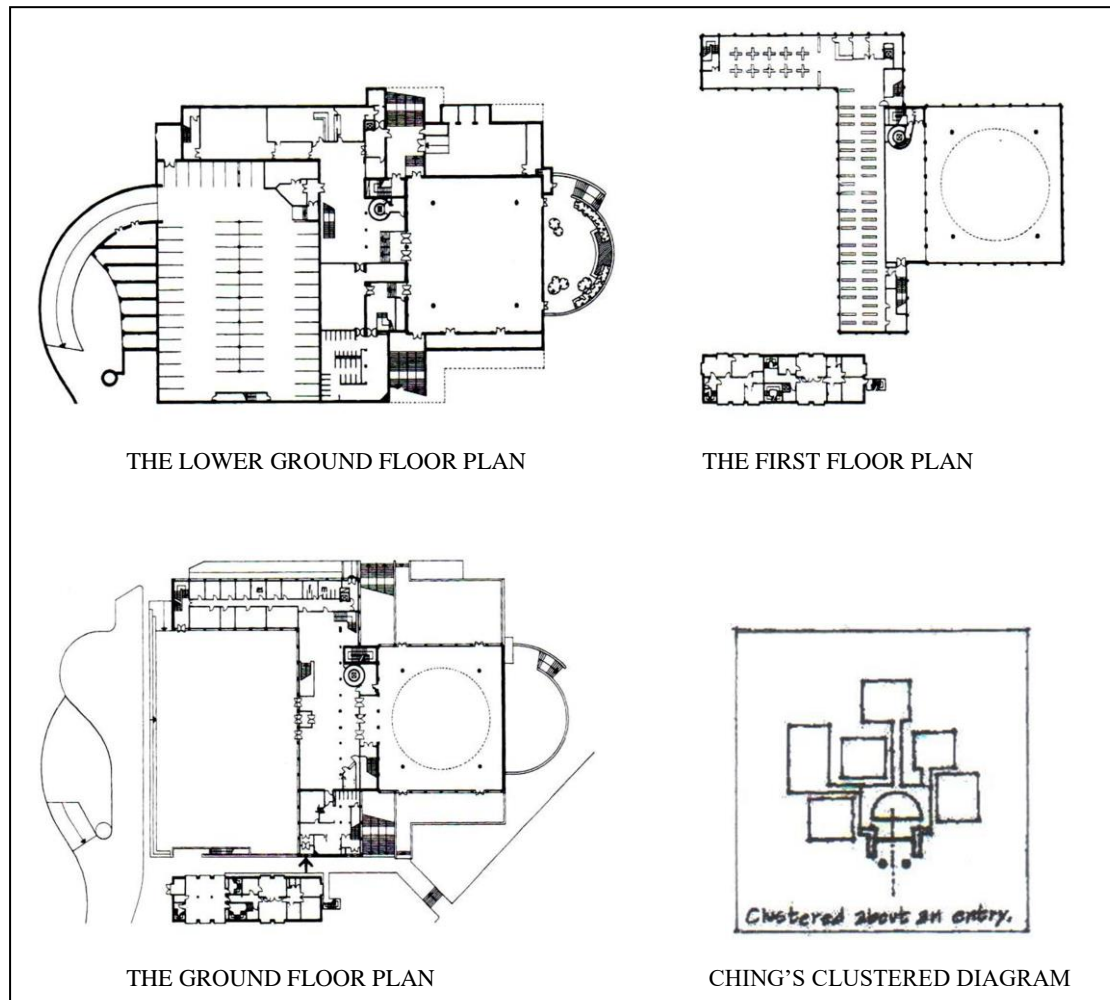 THE LOWER GROUND FLOOR PLAN
THE FIRST FLOOR PLAN
Clustered about an entry.
THE GROUND FLOOR PLAN
CHING'S CLUSTERED DIAGRAM